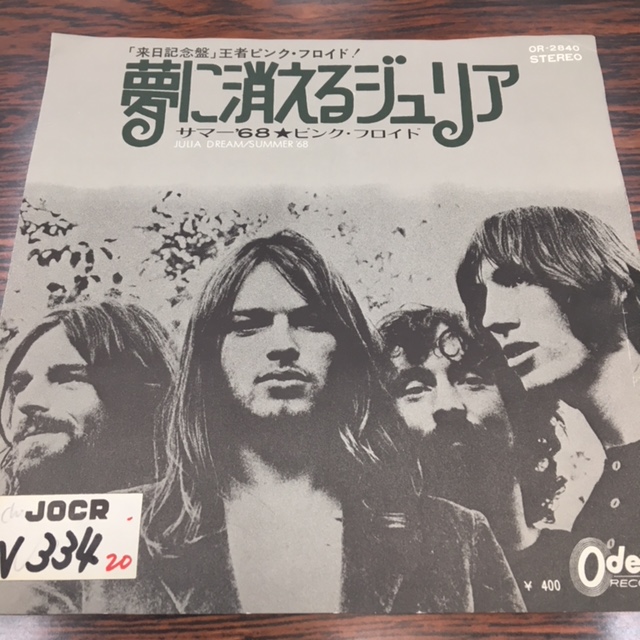 「来日記念盤」王者ピンク・フロイド!
OR-2840
STEREO
夢に消えるジュリア
サマー'68★ピンク・フロイド
JULIA DREAM/SUMMER '68
JOCR
V 334 20
¥ 400
Ode
RECO